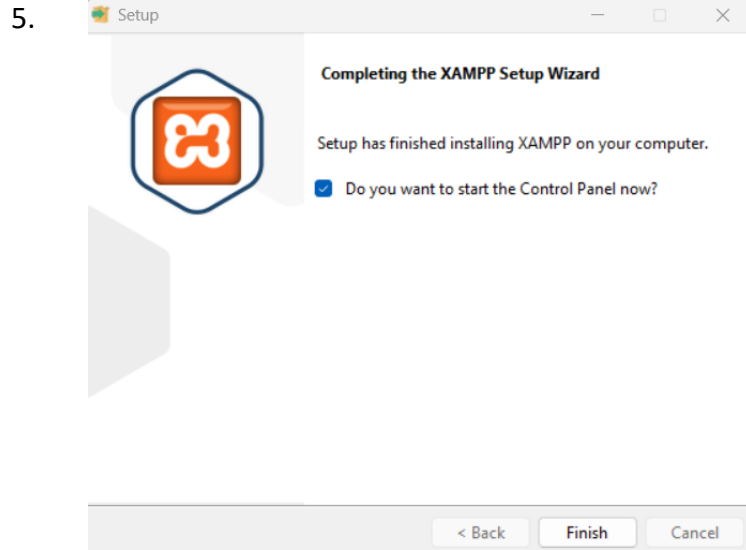 5.
Setup
Completing the XAMPP Setup Wizard
Setup has finished installing XAMPP on your computer.
Do you want to start the Control Panel now?
< Back Finish Cancel